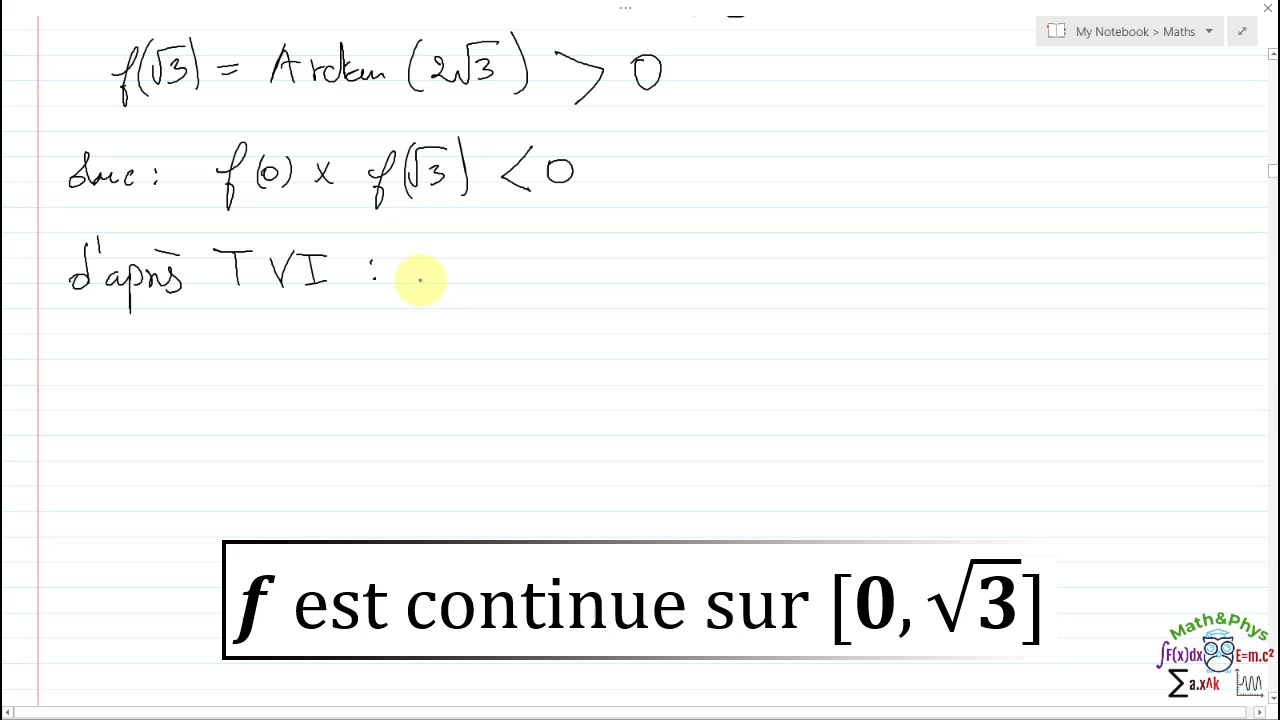 My Notebook > Maths
f(√3) = Arctan (2√3) > 0
donc : f(0) × f(√3) < 0
d'après TVI :
f est continue sur [0, √3]
Math&Phys
∫F(x)dx E=m.c²
∑ a.x^k